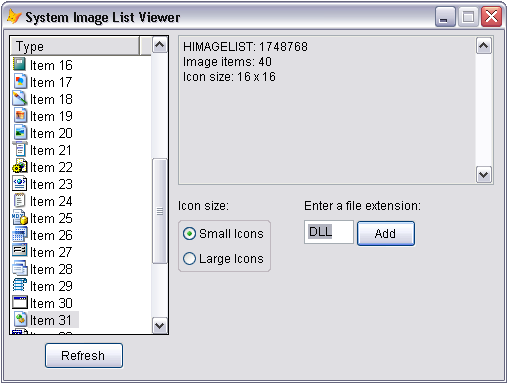 System Image List Viewer
Type
Item 16
Item 17
Item 18
Item 19
Item 20
Item 21
Item 22
Item 23
Item 24
Item 25
Item 26
Item 27
Item 28
Item 29
Item 30
Item 31
HIMAGELIST: 1748768
Image items: 40
Icon size: 16 x 16
Icon size:
Small Icons
Large Icons
Enter a file extension:
DLL
Add
Refresh